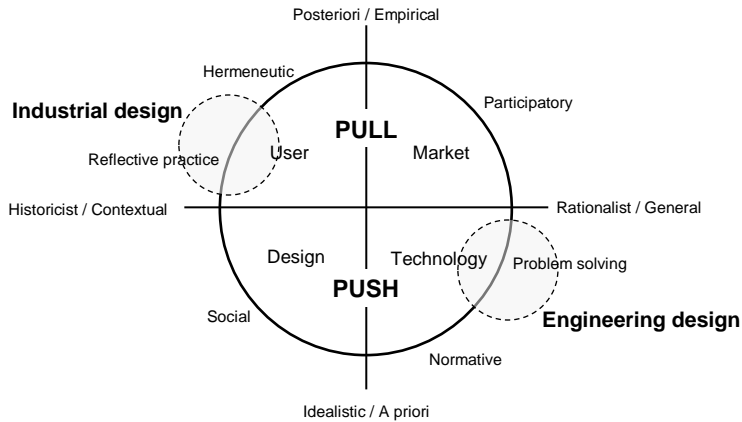 Posteriori / Empirical
Hermeneutic
Participatory
Industrial design
PULL
Reflective practice
User
Market
Historicist / Contextual
Rationalist / General
Design
Technology
Problem solving
PUSH
Social
Engineering design
Normative
Idealistic / A priori